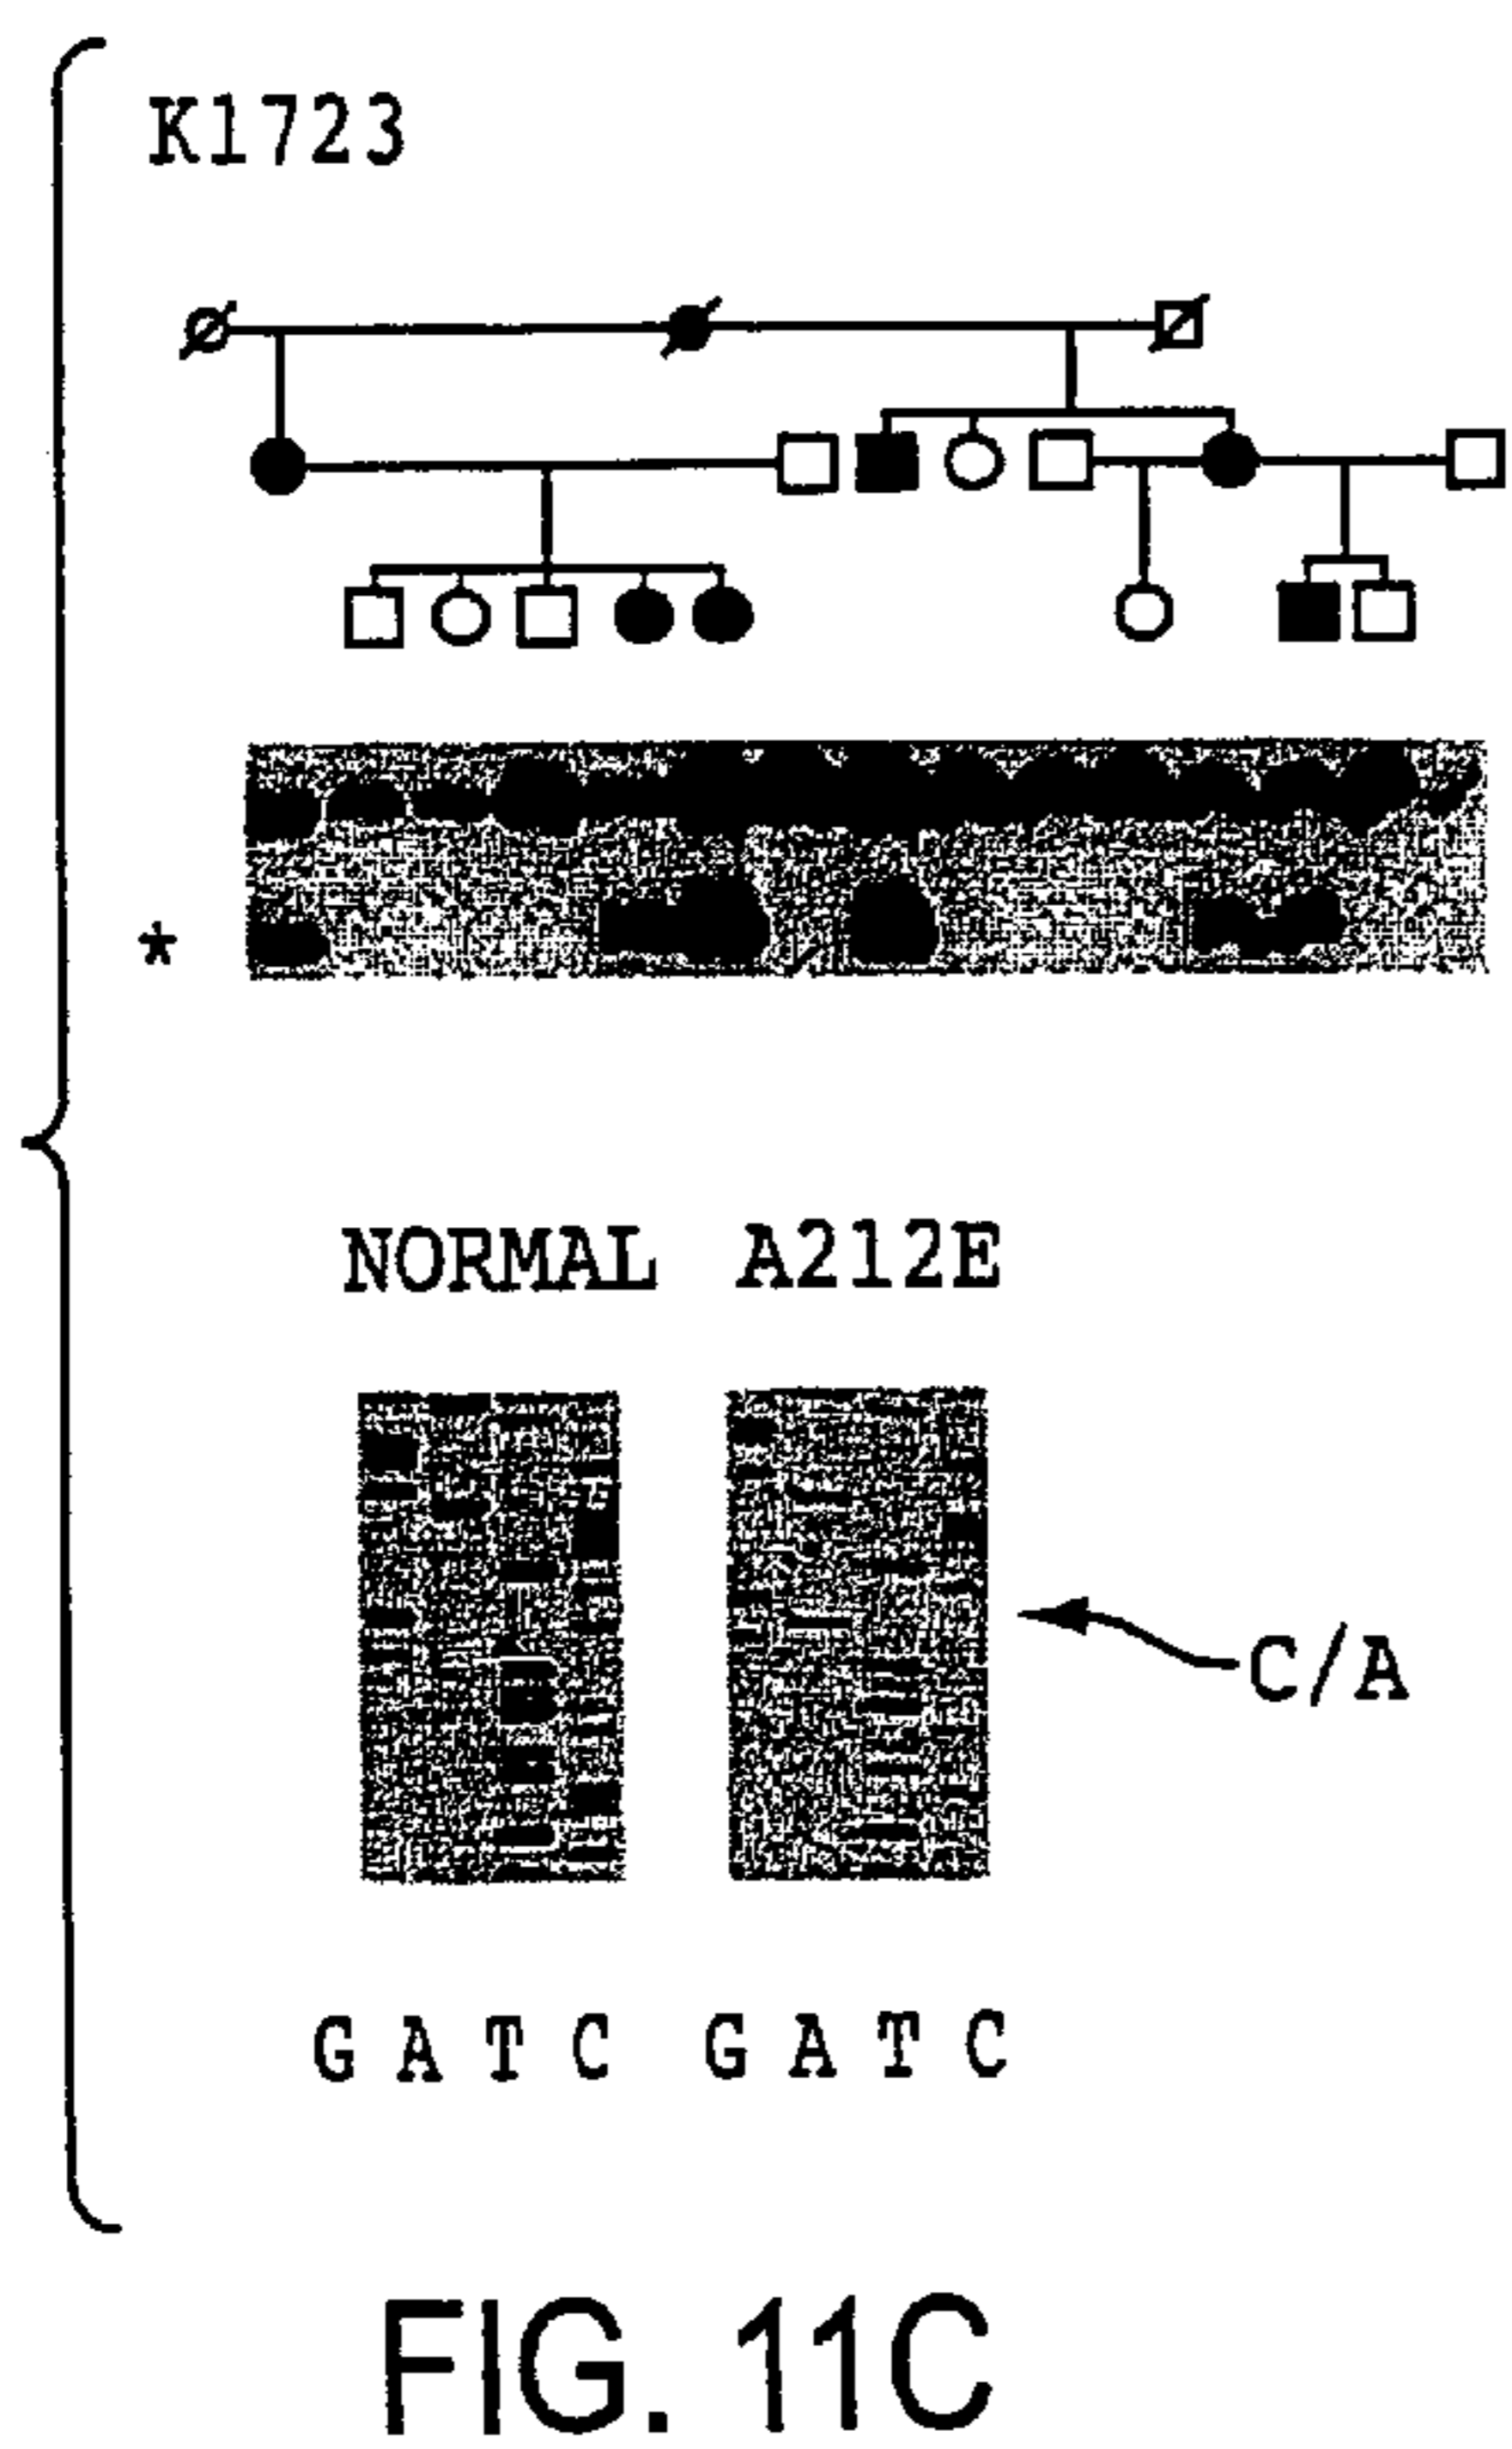 K1723
*
NORMAL A212E
C/A
G A T C G A T C
FIG. 11C